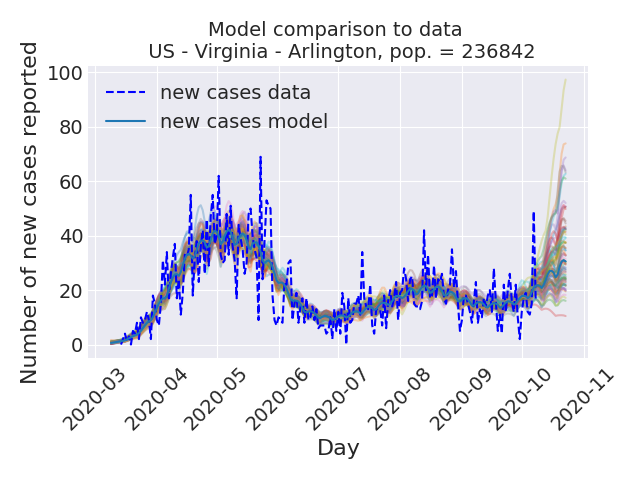 Model comparison to data
US - Virginia - Arlington, pop. = 236842
Number of new cases reported
100
80
60
40
20
0
new cases data
new cases model
2020-03
2020-04
2020-05
2020-06
2020-07
2020-08
2020-09
2020-10
2020-11
Day